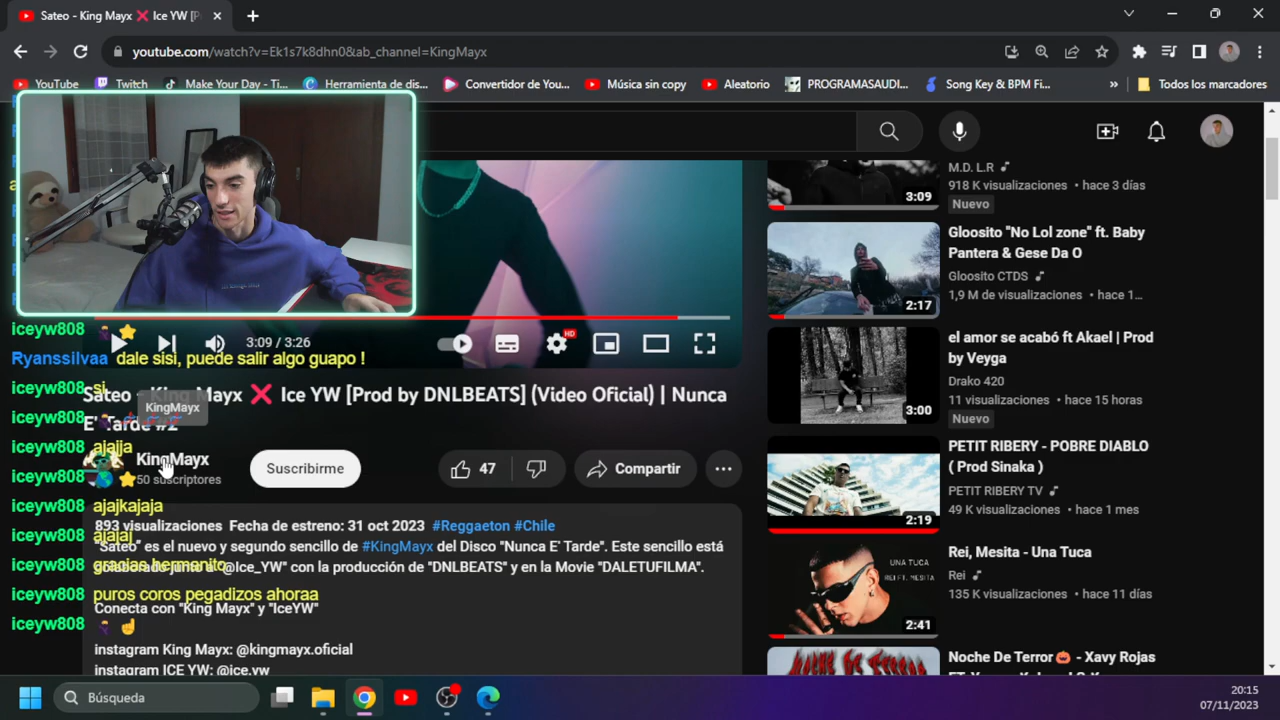 Sateo - King Mayx ❌ Ice YW [P
youtube.com/watch?v=Ek1s7k8dhn0&ab_channel=KingMayx
YouTube
Twitch
Make Your Day - Ti...
Herramienta de dis...
Convertidor de You...
Música sin copy
Aleatorio
PROGRAMASAUDI...
Song Key & BPM Fi...
»
Todos los marcadores
3:09 / 3:26
HD
iceyw808
Ryanssilvaa dale sisi, puede salir algo guapo !
iceyw808 si
iceyw808
iceyw808 ajajja
iceyw808
iceyw808 ajajkajaja
iceyw808 ajajaj
iceyw808 gracias hermanito
iceyw808 puros coros pegadizos ahoraa
iceyw808
Sateo - King Mayx ❌ Ice YW [Prod by DNLBEATS] (Video Oficial) | Nunca
E' Tarde #2
KingMayx
KingMayx
50 suscriptores
Suscribirme
47
Compartir
893 visualizaciones Fecha de estreno: 31 oct 2023 #Reggaeton #Chile
"Sateo" es el nuevo y segundo sencillo de #KingMayx del Disco "Nunca E' Tarde". Este sencillo está
@Ice_YW" con la producción de "DNLBEATS" y en la Movie "DALETUFILMA".
Conecta con "King Mayx" y "IceYW"
instagram King Mayx: @kingmayx.oficial
instagram ICE YW: @ice.yw
M.D. L.R
918 K visualizaciones • hace 3 días
Nuevo
3:09
Gloosito "No Lol zone" ft. Baby
Pantera & Gese Da O
Gloosito CTDS
1,9 M de visualizaciones • hace 1...
2:17
el amor se acabó ft Akael | Prod
by Veyga
Drako 420
11 visualizaciones • hace 15 horas
Nuevo
3:00
PETIT RIBERY - POBRE DIABLO
( Prod Sinaka )
PETIT RIBERY TV
49 K visualizaciones • hace 1 mes
2:19
Rei, Mesita - Una Tuca
Rei
135 K visualizaciones • hace 11 días
UNA TUCA
REI FT. MESITA
2:41
Noche De Terror🎃 - Xavy Rojas
Búsqueda
20:15
07/11/2023